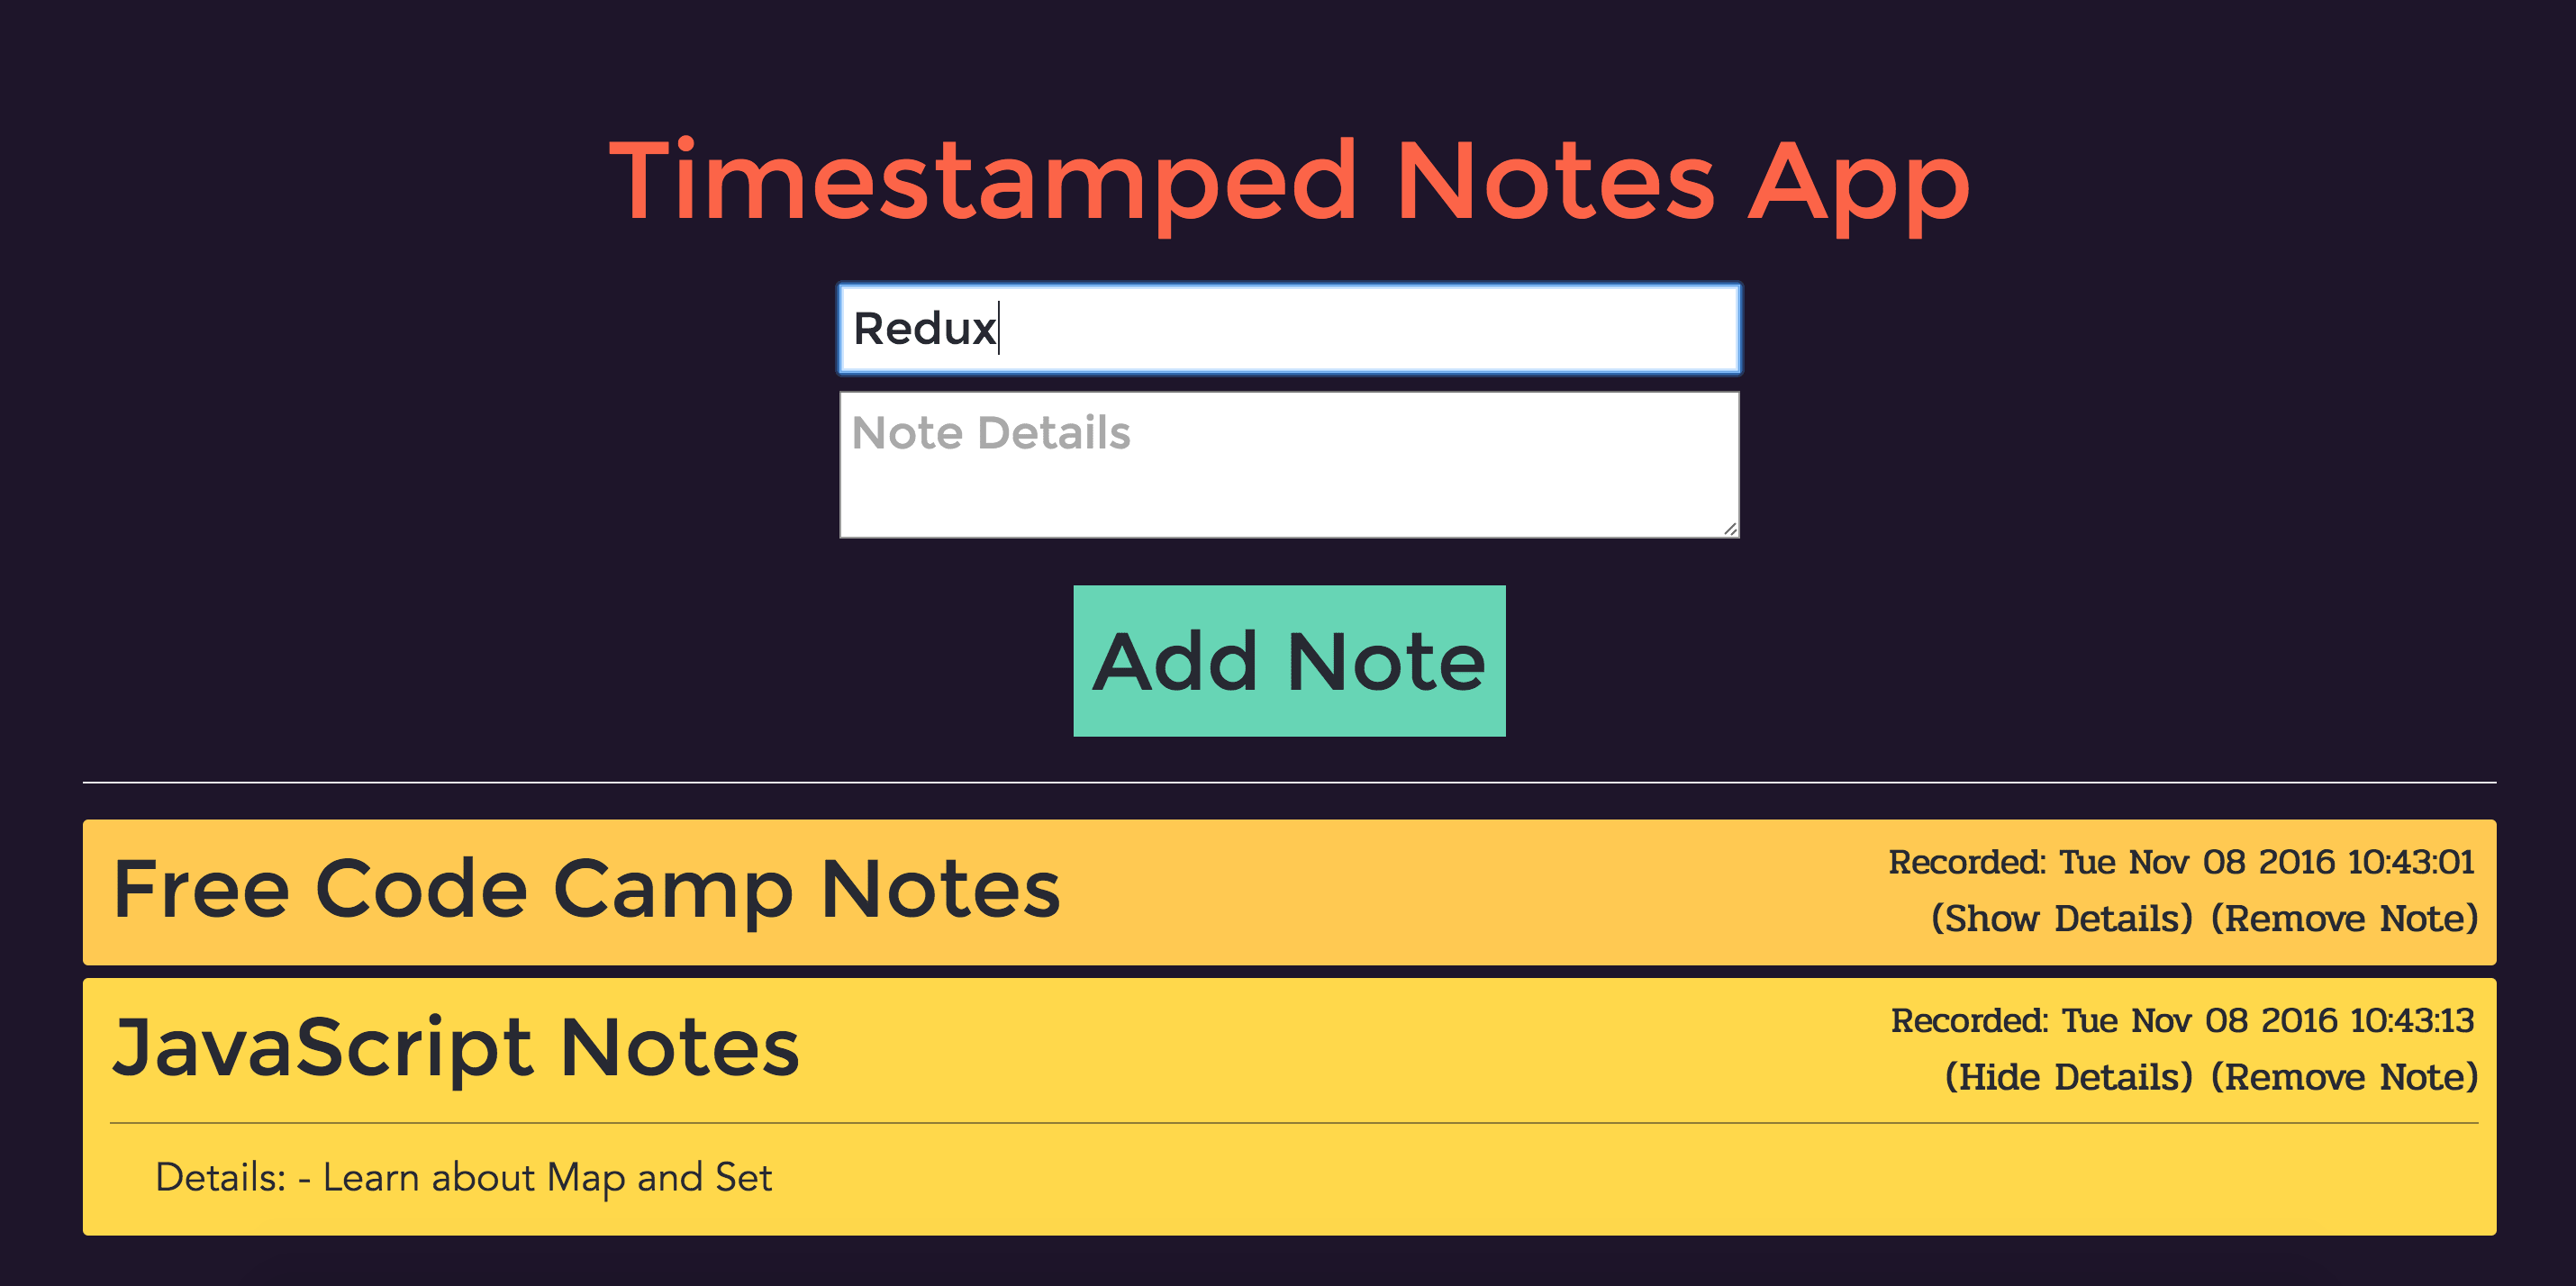 Timestamped Notes App
Redux
Note Details
Add Note
Free Code Camp Notes
Recorded: Tue Nov 08 2016 10:43:01
(Show Details) (Remove Note)
JavaScript Notes
Recorded: Tue Nov 08 2016 10:43:13
(Hide Details) (Remove Note)
Details: - Learn about Map and Set